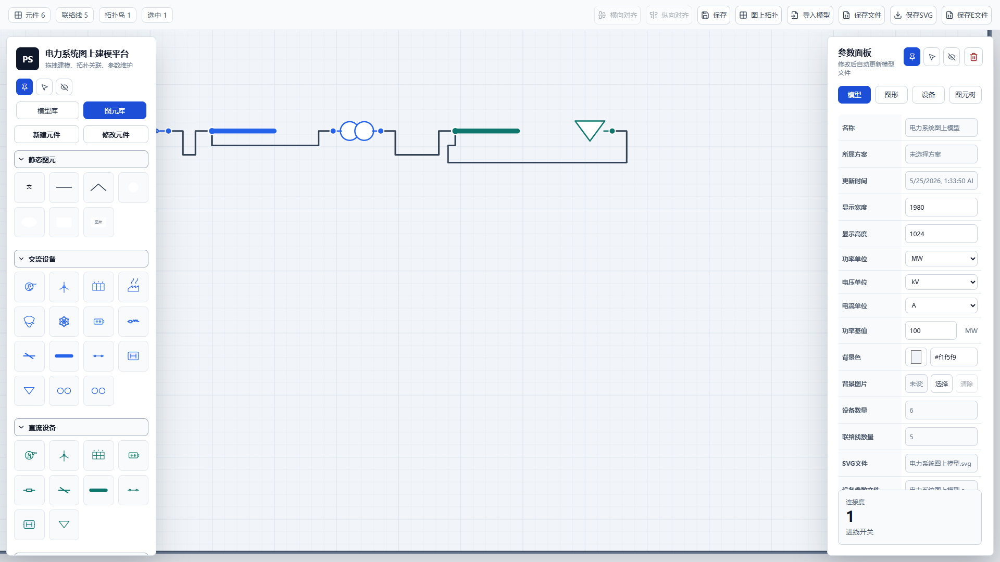 元件 6
联络线 5
拓扑岛 1
选中 1
横向对齐
纵向对齐
保存
图上拓扑
导入模型
保存文件
保存SVG
保存E文件
PS
电力系统图上建模平台
拖拽建模、拓扑关联、参数维护
模型库
图元库
新建元件
修改元件
静态图元
文
图片
交流设备
直流设备
参数面板
修改后自动更新模型
文件
模型
图形
设备
图元树
名称
电力系统图上模型
所属方案
未选择方案
更新时间
5/25/2026, 1:33:50 AI
显示宽度
1980
显示高度
1024
功率单位
MW
电压单位
kV
电流单位
A
功率基值
100
MW
背景色
#f1f5f9
背景图片
未设
选择
清除
设备数量
6
联络线数量
5
SVG文件
电力系统图上模型.svg
设备参数文件
连接度
1
进线开关